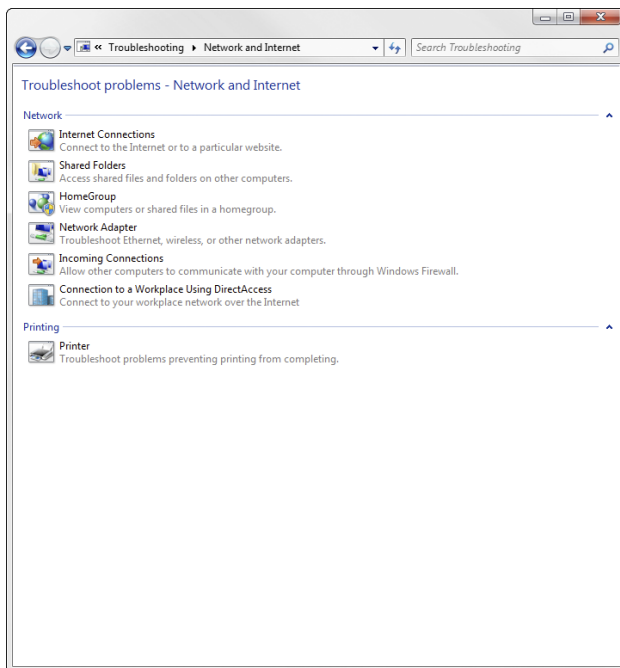 « Troubleshooting Network and Internet
Search Troubleshooting
Troubleshoot problems - Network and Internet
Network
Internet Connections
Connect to the Internet or to a particular website.
Shared Folders
Access shared files and folders on other computers.
HomeGroup
View computers or shared files in a homegroup.
Network Adapter
Troubleshoot Ethernet, wireless, or other network adapters.
Incoming Connections
Allow other computers to communicate with your computer through Windows Firewall.
Connection to a Workplace Using DirectAccess
Connect to your workplace network over the Internet
Printing
Printer
Troubleshoot problems preventing printing from completing.